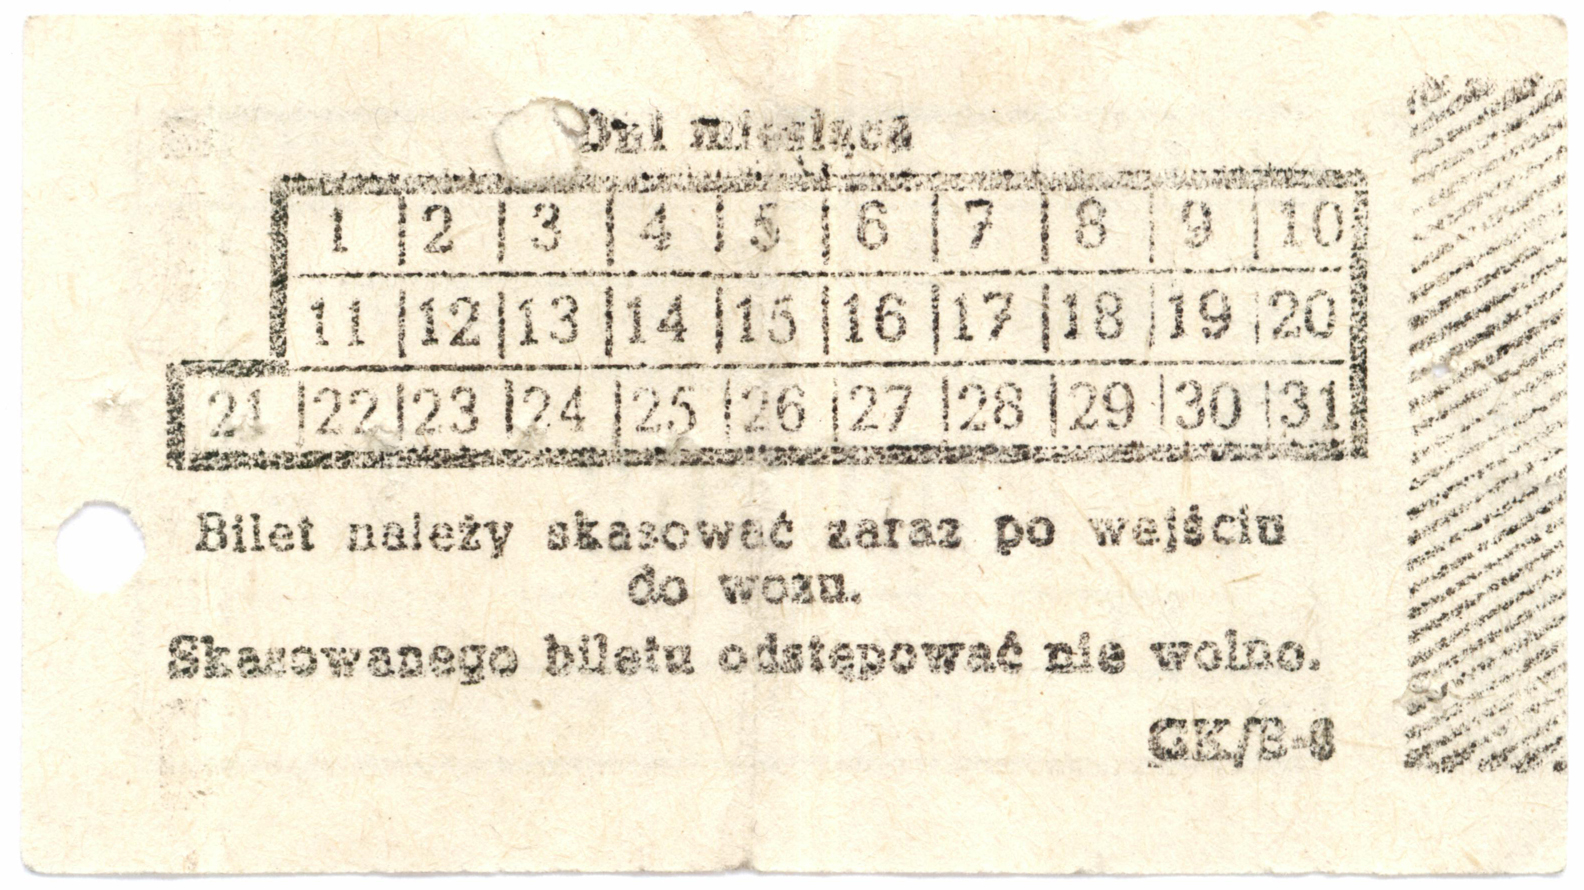 Dni miesiąca
1 2 3 4 5 6 7 8 9 10
11 12 13 14 15 16 17 18 19 20
21 22 23 24 25 26 27 28 29 30 31
Bilet należy skasować zaraz po wejściu
do wozu.
Skasowanego biletu odstępować nie wolno.